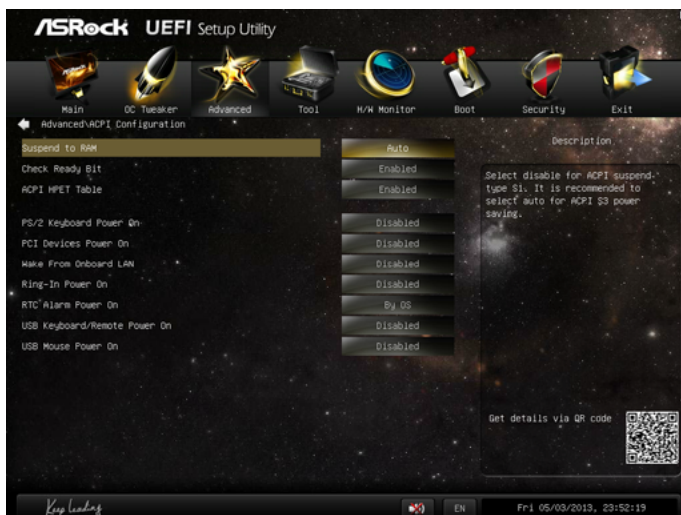 ASRock UEFI Setup Utility
Main OC Tweaker Advanced Tool H/W Monitor Boot Security Exit
Advanced\ACPI Configuration
Description
Suspend to RAM Auto
Check Ready Bit Enabled
ACPI HPET Table Enabled
PS/2 Keyboard Power On Disabled
PCI Devices Power On Disabled
Wake From Onboard LAN Disabled
Ring-In Power On Disabled
RTC Alarm Power On By OS
USB Keyboard/Remote Power On Disabled
USB Mouse Power On Disabled
Select disable for ACPI suspend-
type S1. It is recommended to
select auto for ACPI S3 power
saving.
Get details via QR code
Keep Leading
EN
Fri 05/03/2013, 23:52:19